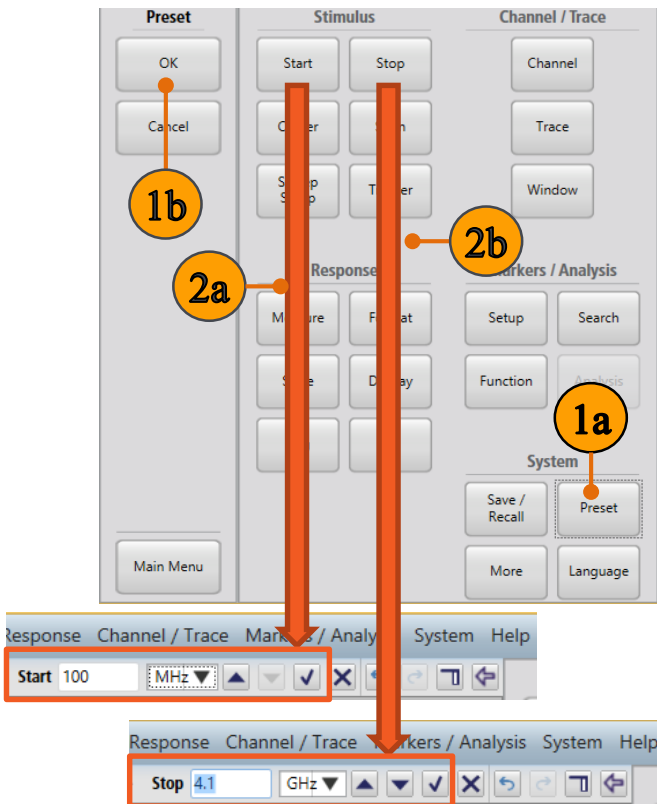 Preset
OK
Cancel
1b
Main Menu
Stimulus
Start
Stop
2a
2b
Response
Channel / Trace
Channel
Trace
Window
/ Analysis
Setup
Search
Function
Analysis
1a
System
Save /
Recall
Preset
More
Language
Response Channel / Trace / Analysis System Help
Start 100 MHz
Response Channel / Trace Markers / Analysis System Help
Stop 4.1 GHz